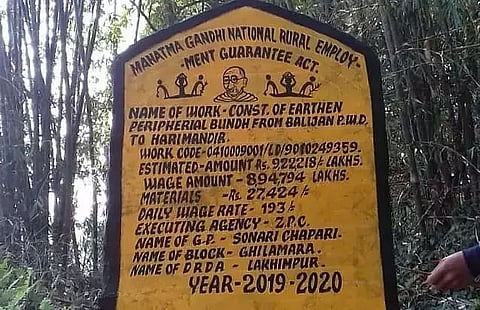 MAHATMA GANDHI NATIONAL RURAL EMPLOY-
-MENT GUARANTEE ACT.
NAME OF WORK - CONST. OF EARTHEN
PERIPHERIAL BUNDH FROM BALIJAN P.W.D.
TO HARIMANDIR.
WORK CODE-0410009001/LD/9010249359.
ESTIMATED-AMOUNT Rs. 922218/- LAKHS.
WAGE AMOUNT - 894794 LAKHS.
MATERIALS -Rs. 27,424/-
DAILY WAGE RATE - 193/-
EXECUTING AGENCY - Z.P.C.
NAME OF G.P - SONARI CHAPARI.
NAME OF BLOCK - GHILAMARA.
NAME OF D R D A - LAKHIMPUR.
YEAR-2019-2020